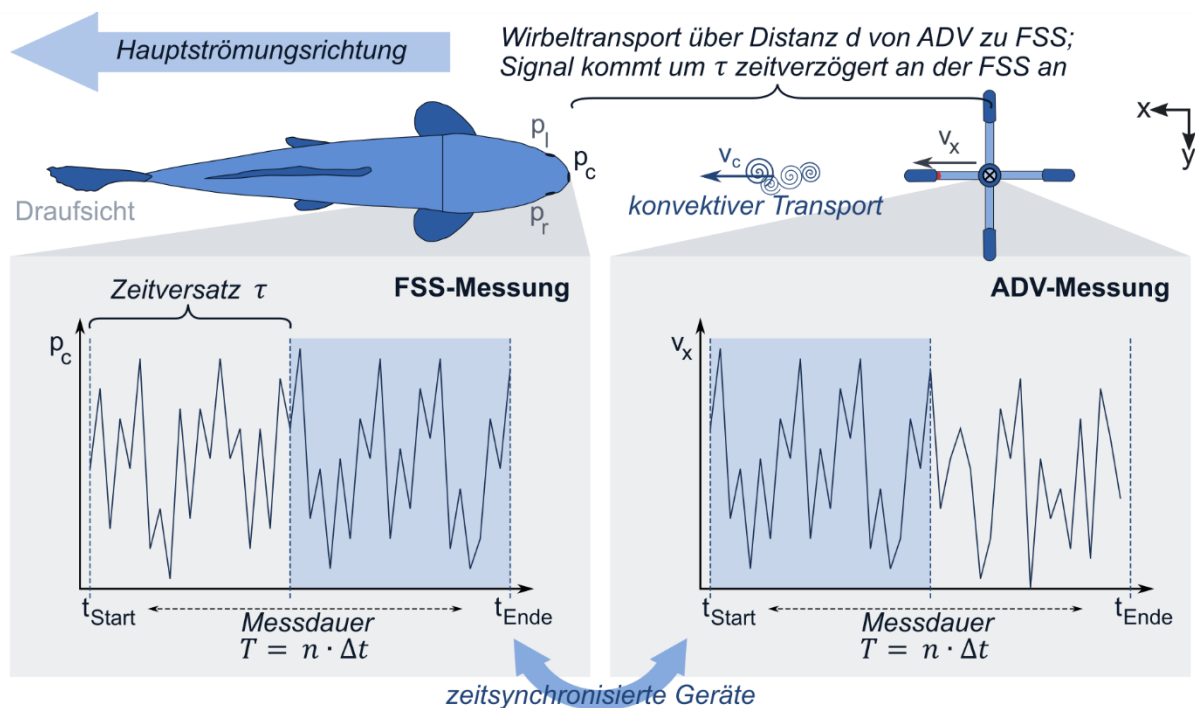 Hauptströmungsrichtung
Wirbeltransport über Distanz d von ADV zu FSS;
Signal kommt um τ zeitverzögert an der FSS an
p_l
p_c
p_r
v_c
v_x
x
y
Draufsicht
konvektiver Transport
Zeitversatz τ
FSS-Messung
p_c
t_Start
t_Ende
Messdauer
T = n · Δt
ADV-Messung
v_x
t_Start
t_Ende
Messdauer
T = n · Δt
zeitsynchronisierte Geräte